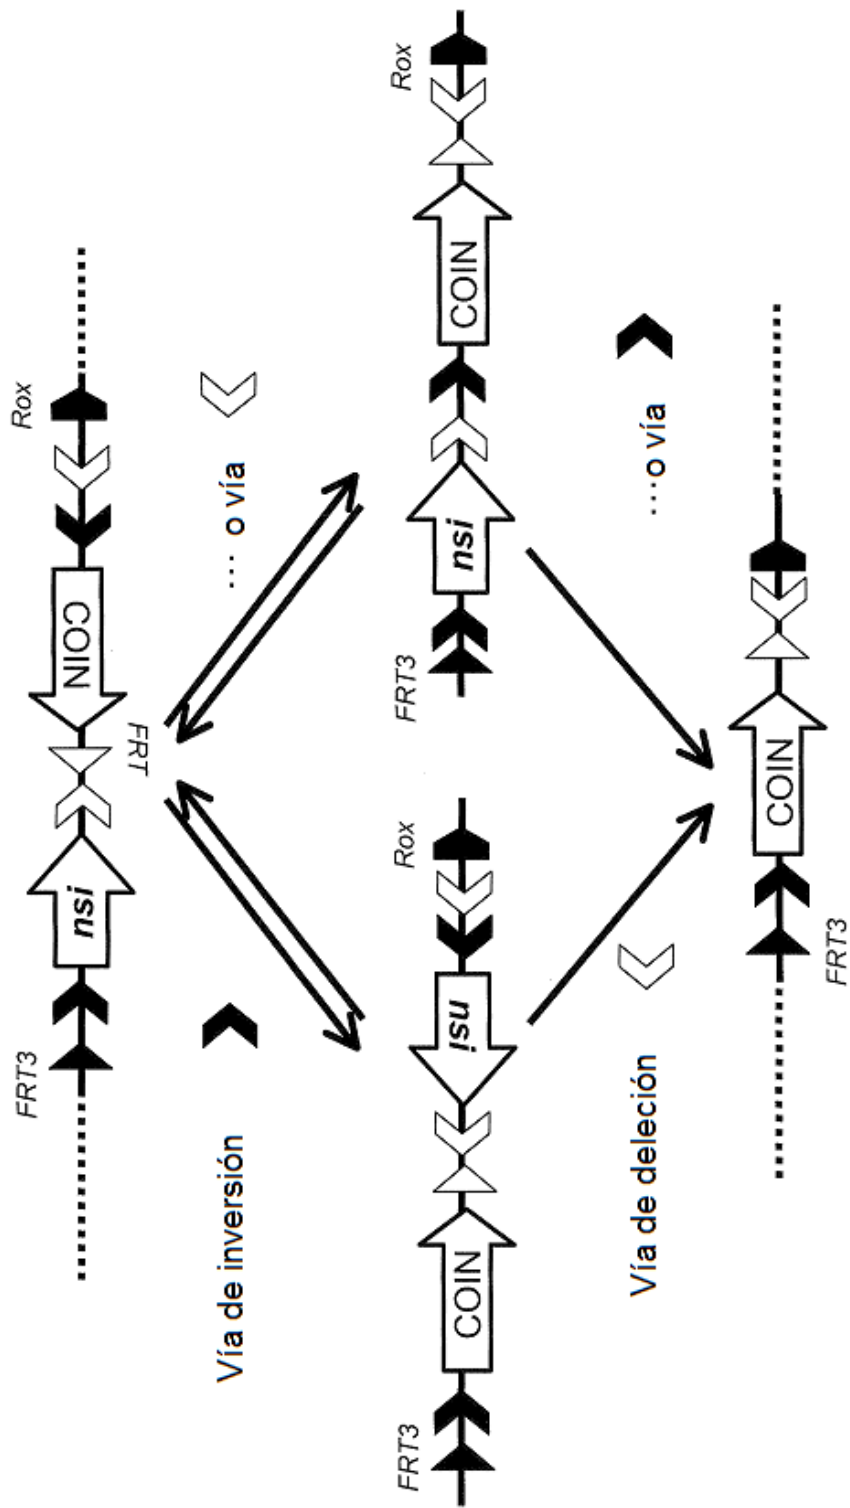 FRT3
nsi
FRT
COIN
Rox
Vía de inversión
.... o vía
FRT3
COIN
nsi
Rox
FRT3
nsi
COIN
Rox
Vía de deleción
....o vía
FRT3
COIN